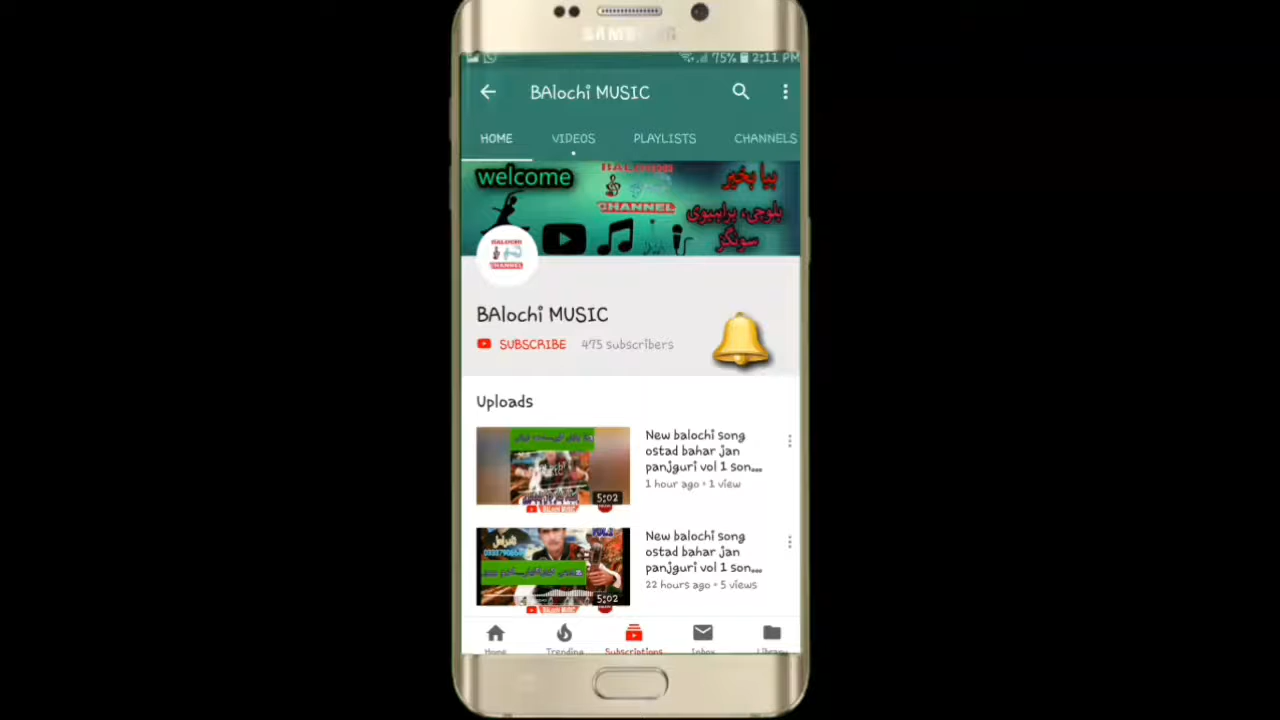 SAMSUNG
75% 2:11 PM
BAlochi MUSIC
HOME VIDEOS PLAYLISTS CHANNELS
welcome
BALOCHI
CHANNEL
بیا بخیر
بلوچی، براہیوی
سونگز
BALOCHI
CHANNEL
BAlochi MUSIC
SUBSCRIBE 475 subscribers
Uploads
New balochi song
ostad bahar jan
panjguri vol 1 son...
1 hour ago • 1 view
5:02
New balochi song
ostad bahar jan
panjguri vol 1 son...
22 hours ago • 5 views
5:02
Home Trending Subscriptions Inbox Library